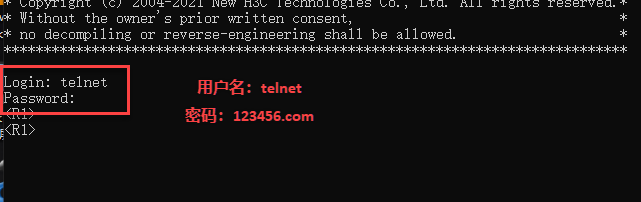 * Copyright (c) 2004-2021 New H3C Technologies Co., Ltd. All rights reserved.*
* Without the owner's prior written consent, *
* no decompiling or reverse-engineering shall be allowed. *
******************************************************************************
Login: telnet
用户名：telnet
Password:
密码：123456.com
<R1>
<R1>